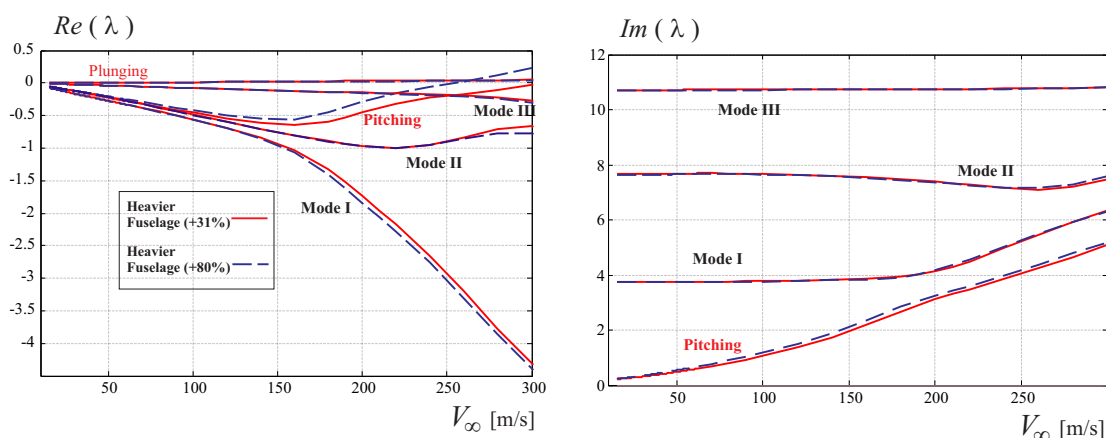 Re ( λ )
0.5
0
-0.5
-1
-1.5
-2
-2.5
-3
-3.5
-4
Plunging
Pitching
Mode III
Mode II
Mode I
Heavier
Fuselage (+31%)
Heavier
Fuselage (+80%)
50
100
150
200
250
300
V∞ [m/s]
Im ( λ )
12
10
8
6
4
2
0
Mode III
Mode II
Mode I
Pitching
50
100
150
200
250
V∞ [m/s]